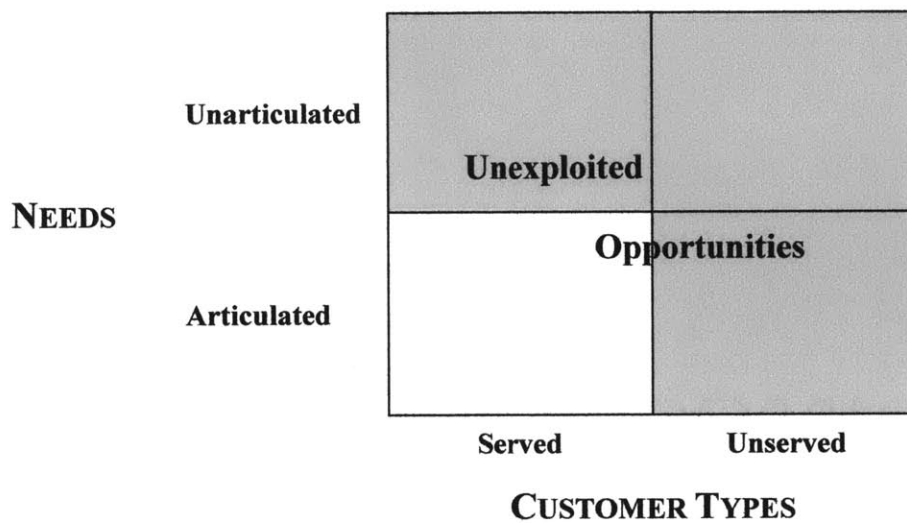 Unarticulated
Unexploited
NEEDS
Opportunities
Articulated
Served Unserved
CUSTOMER TYPES